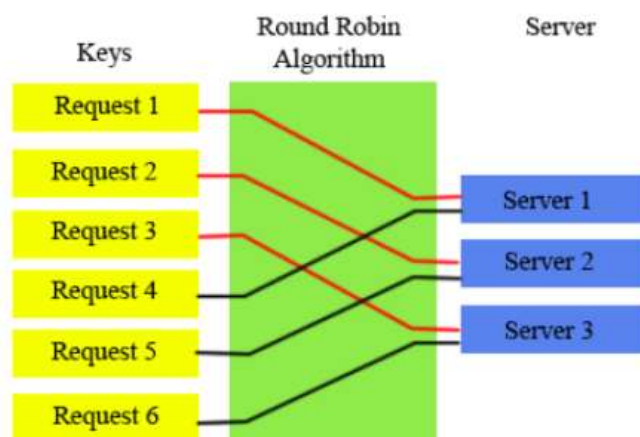 Keys
Round Robin
Algorithm
Server
Request 1
Request 2
Request 3
Request 4
Request 5
Request 6
Server 1
Server 2
Server 3